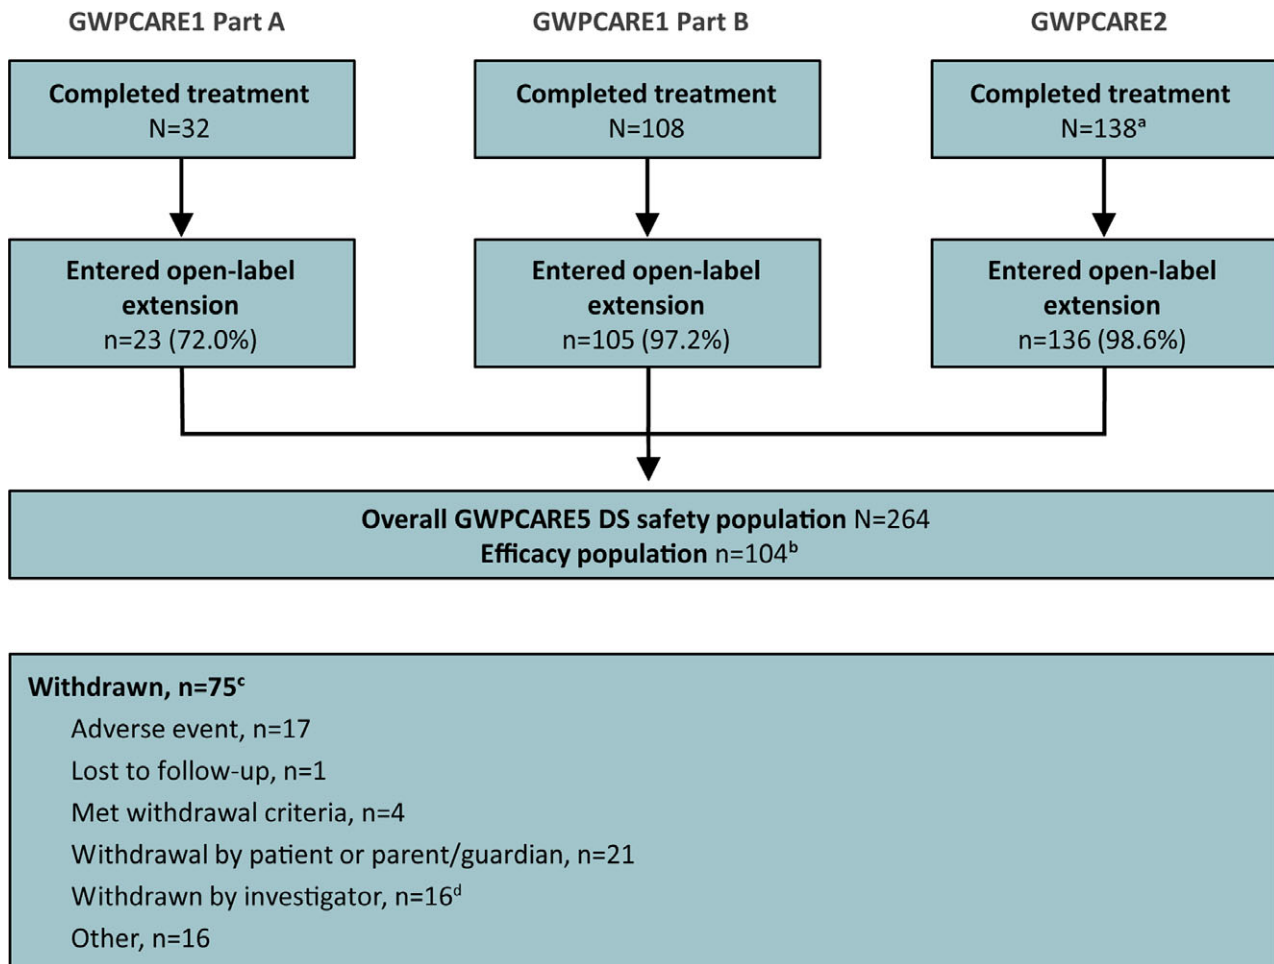 GWPCARE1 Part A
GWPCARE1 Part B
GWPCARE2
Completed treatment
N=32
Completed treatment
N=108
Completed treatment
N=138ᵃ
Entered open-label
extension
n=23 (72.0%)
Entered open-label
extension
n=105 (97.2%)
Entered open-label
extension
n=136 (98.6%)
Overall GWPCARE5 DS safety population N=264
Efficacy population n=104ᵇ
Withdrawn, n=75ᶜ
Adverse event, n=17
Lost to follow-up, n=1
Met withdrawal criteria, n=4
Withdrawal by patient or parent/guardian, n=21
Withdrawn by investigator, n=16ᵈ
Other, n=16